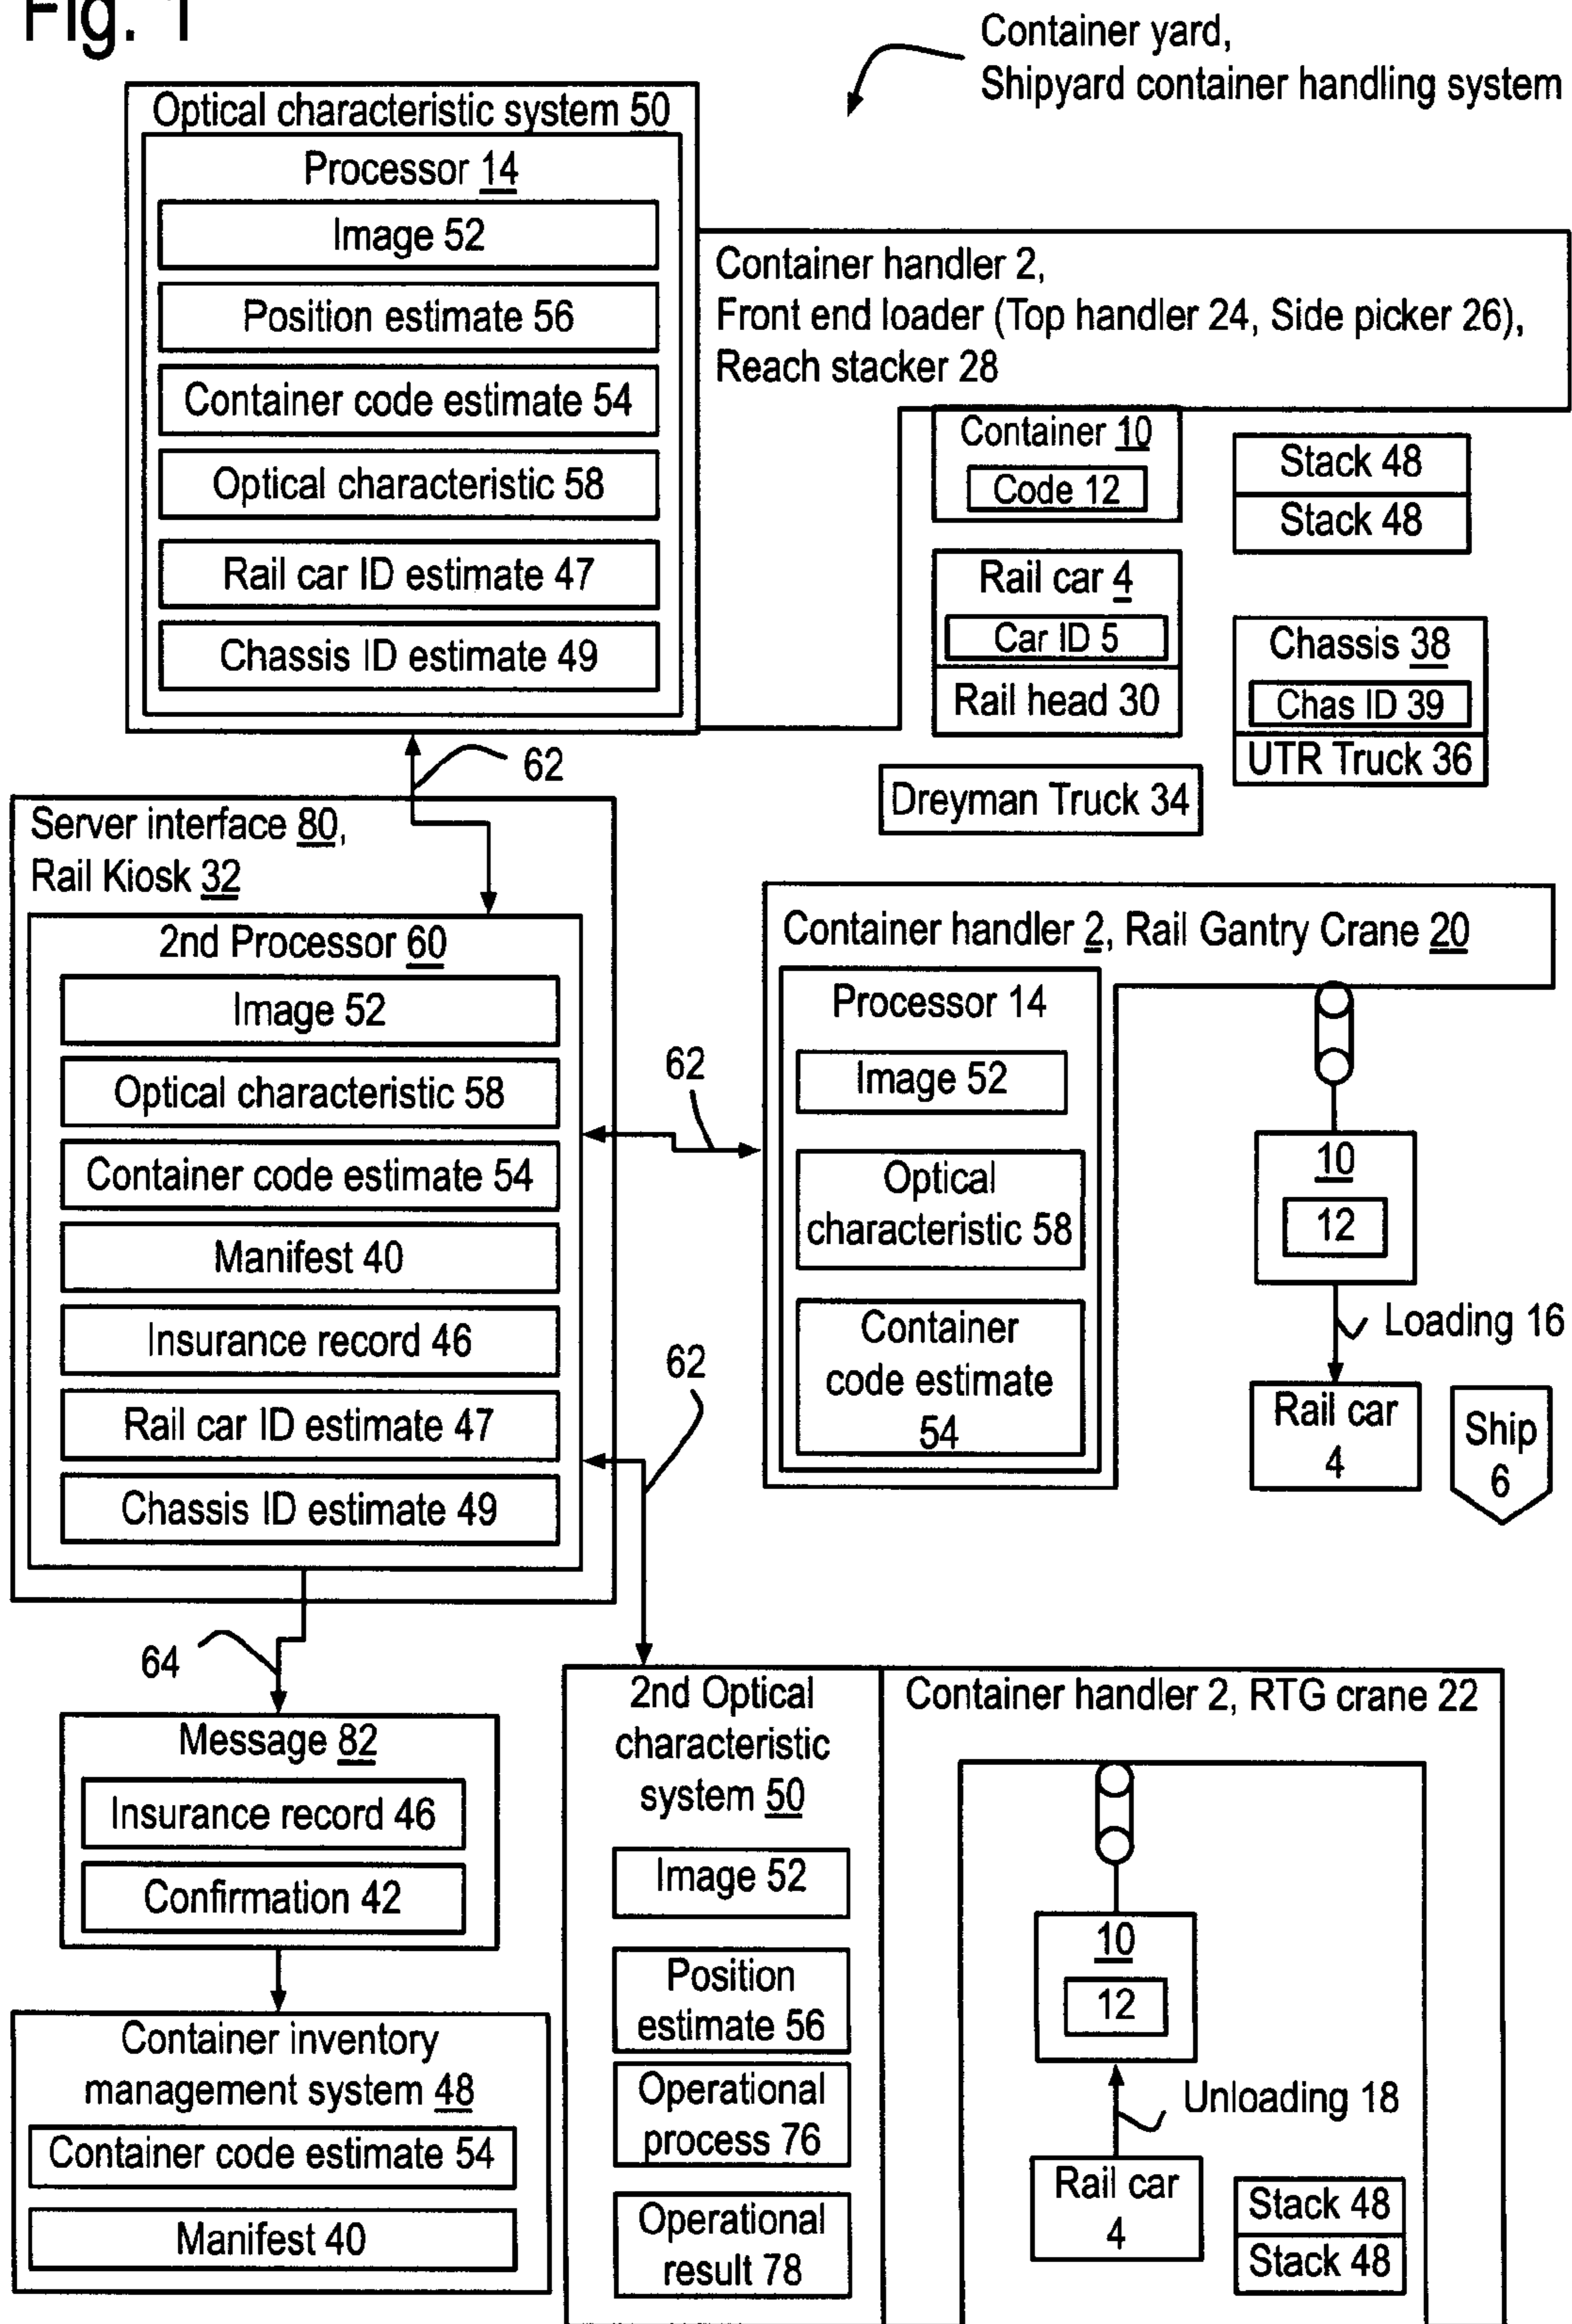 Fig. 1
Container yard,
Shipyard container handling system
Optical characteristic system 50
Processor 14
Image 52
Position estimate 56
Container code estimate 54
Optical characteristic 58
Rail car ID estimate 47
Chassis ID estimate 49
Container handler 2,
Front end loader (Top handler 24, Side picker 26),
Reach stacker 28
Container 10
Code 12
Stack 48
Stack 48
Rail car 4
Car ID 5
Rail head 30
Chassis 38
Chas ID 39
UTR Truck 36
Dreyman Truck 34
62
Server interface 80,
Rail Kiosk 32
2nd Processor 60
Image 52
Optical characteristic 58
Container code estimate 54
Manifest 40
Insurance record 46
Rail car ID estimate 47
Chassis ID estimate 49
62
62
Container handler 2, Rail Gantry Crane 20
Processor 14
Image 52
Optical
characteristic 58
Container
code estimate
54
10
12
Loading 16
Rail car
4
Ship
6
64
Message 82
Insurance record 46
Confirmation 42
Container inventory
management system 48
Container code estimate 54
Manifest 40
2nd Optical
characteristic
system 50
Image 52
Position
estimate 56
Operational
process 76
Operational
result 78
Container handler 2, RTG crane 22
10
12
Unloading 18
Rail car
4
Stack 48
Stack 48